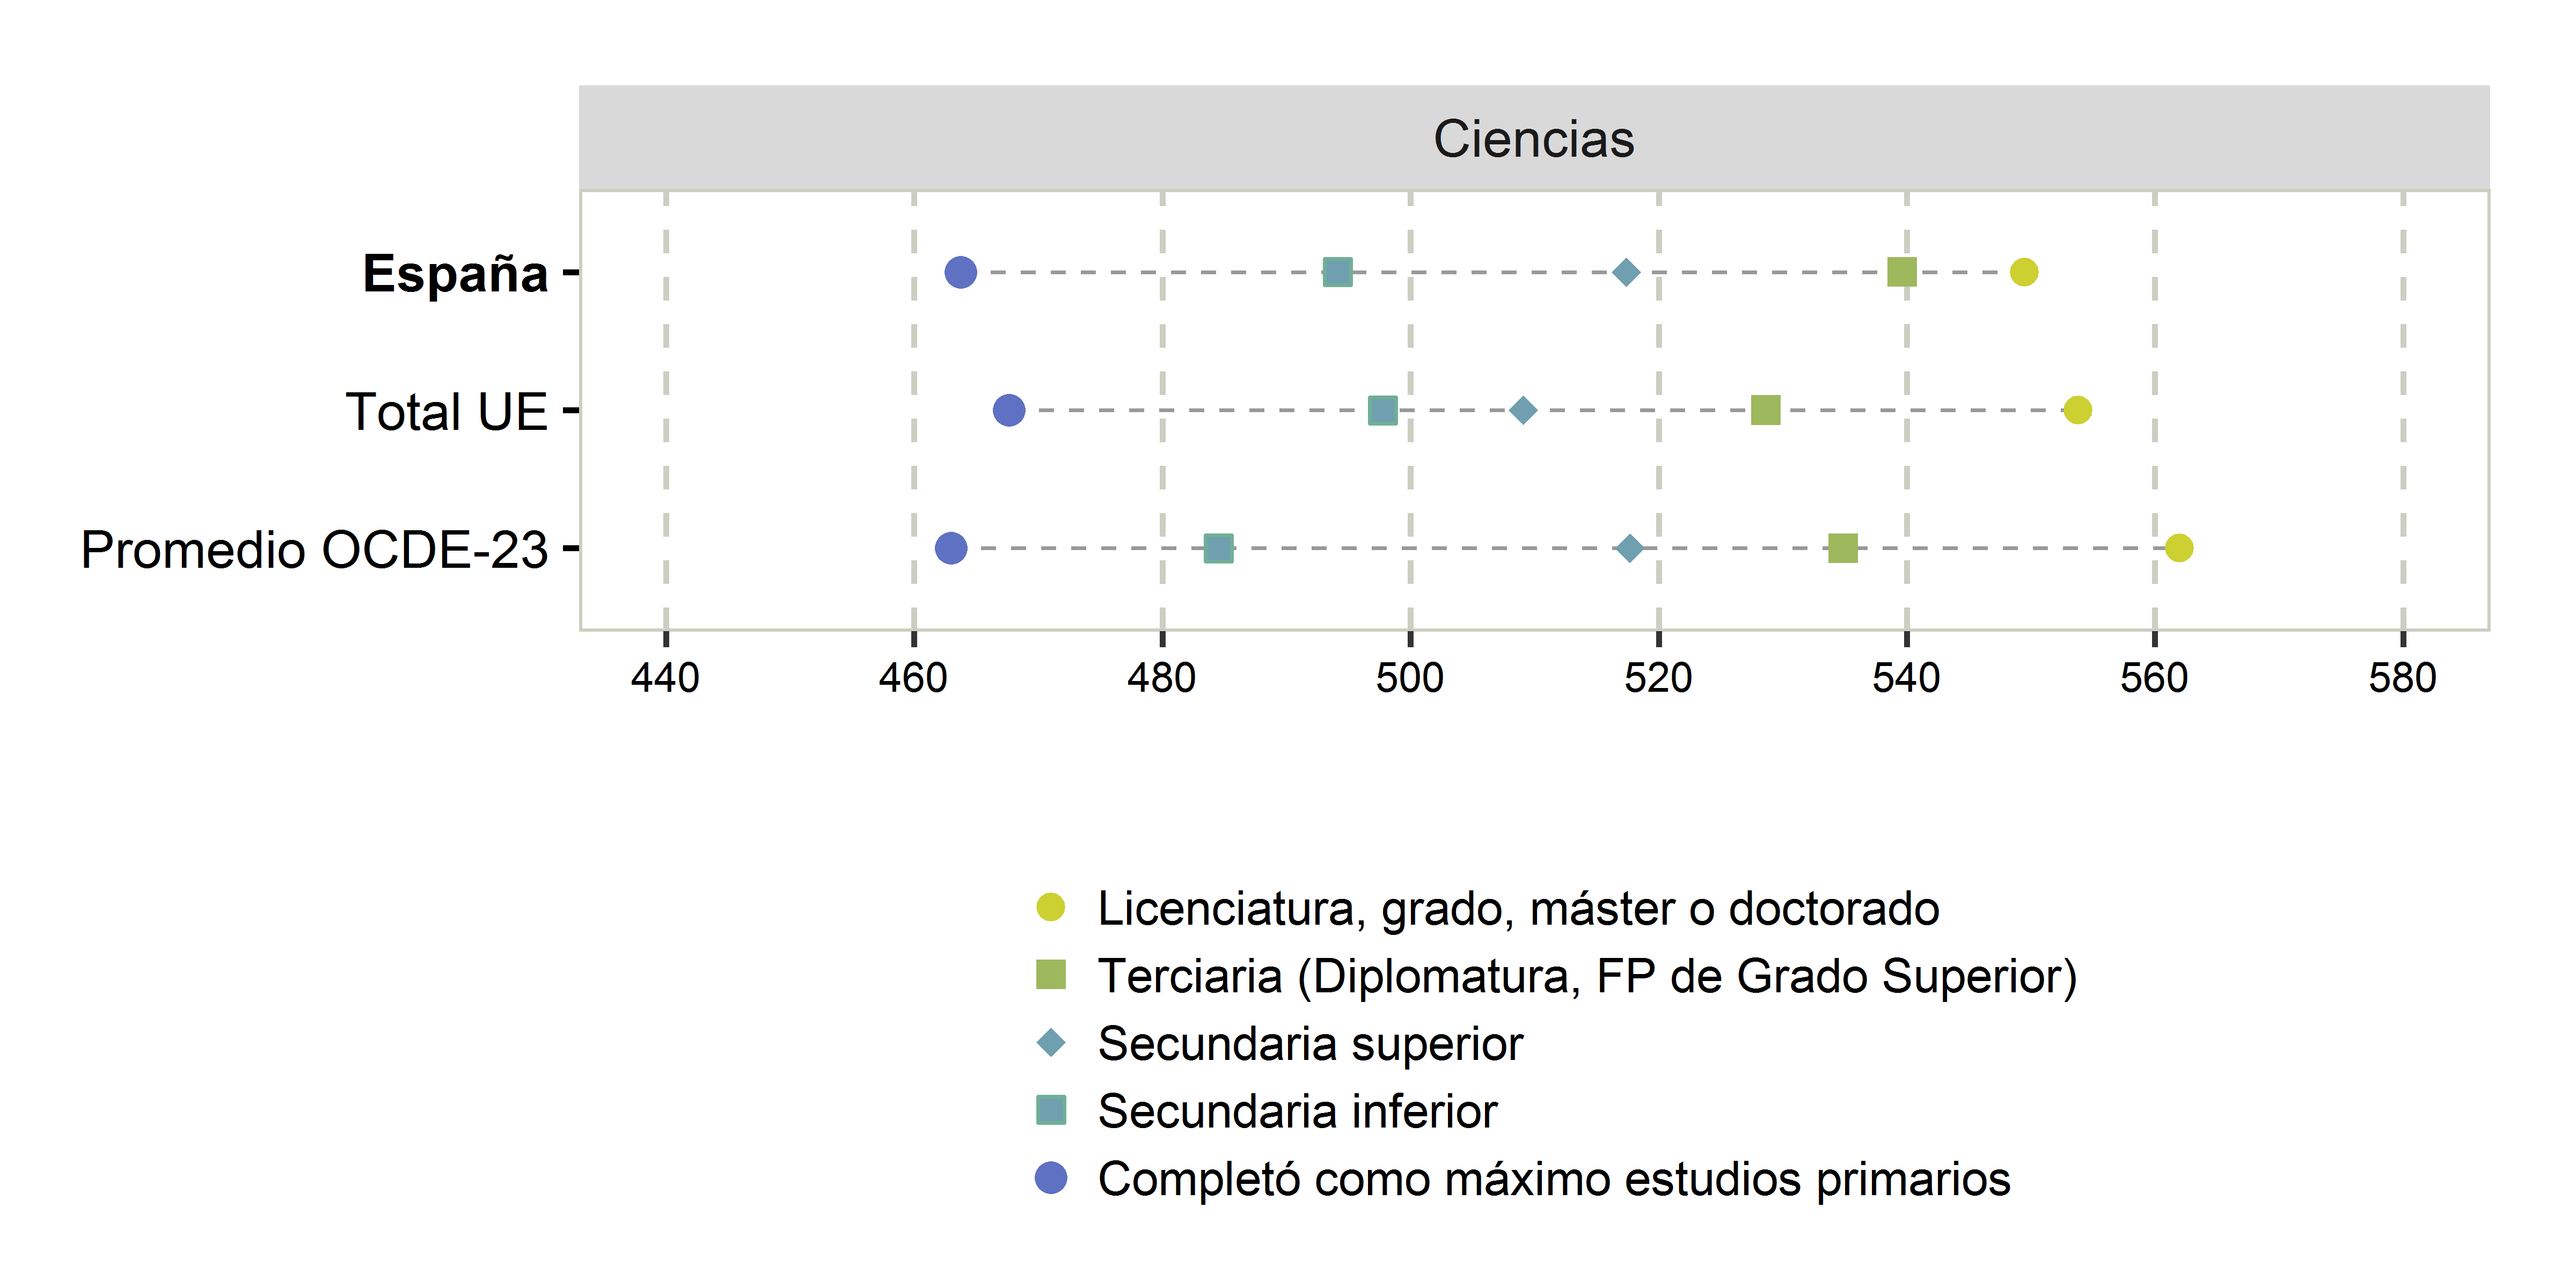 Ciencias
España
Total UE
Promedio OCDE-23
440 460 480 500 520 540 560 580
Licenciatura, grado, máster o doctorado
Terciaria (Diplomatura, FP de Grado Superior)
Secundaria superior
Secundaria inferior
Completó como máximo estudios primarios